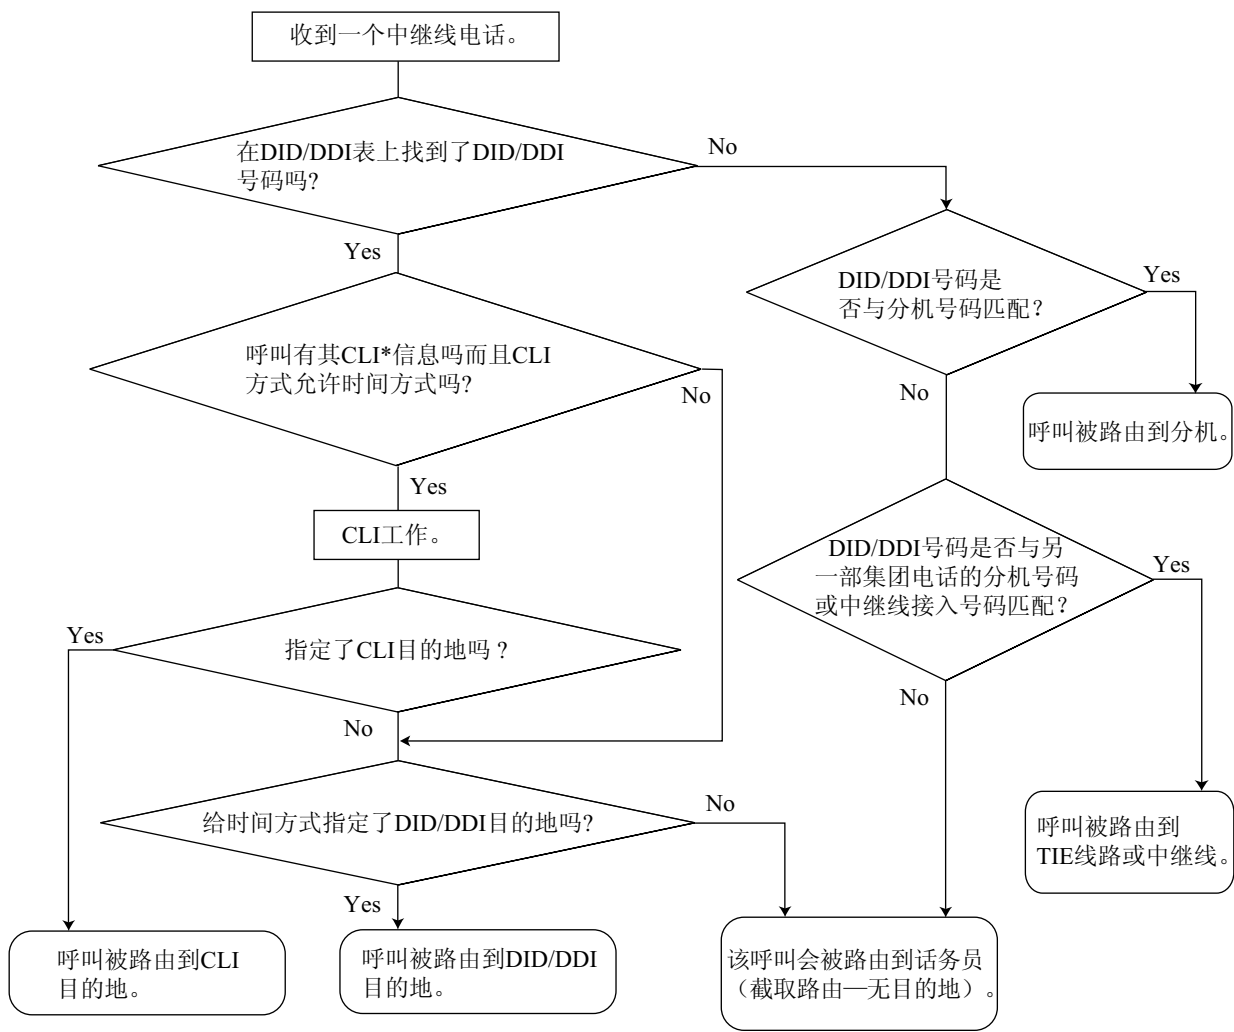 收到一个中继线电话。
在DID/DDI表上找到了DID/DDI
号码吗?
No
Yes
DID/DDI号码是
否与分机号码匹配？
Yes
No
呼叫被路由到分机。
呼叫有其CLI*信息吗而且CLI
方式允许时间方式吗?
No
Yes
CLI工作。
DID/DDI号码是否与另
一部集团电话的分机号码
或中继线接入号码匹配？
Yes
No
指定了CLI目的地吗？
Yes
No
给时间方式指定了DID/DDI目的地吗?
No
Yes
呼叫被路由到
TIE线路或中继线。
呼叫被路由到CLI
目的地。
呼叫被路由到DID/DDI
目的地。
该呼叫会被路由到话务员
（截取路由—无目的地）。